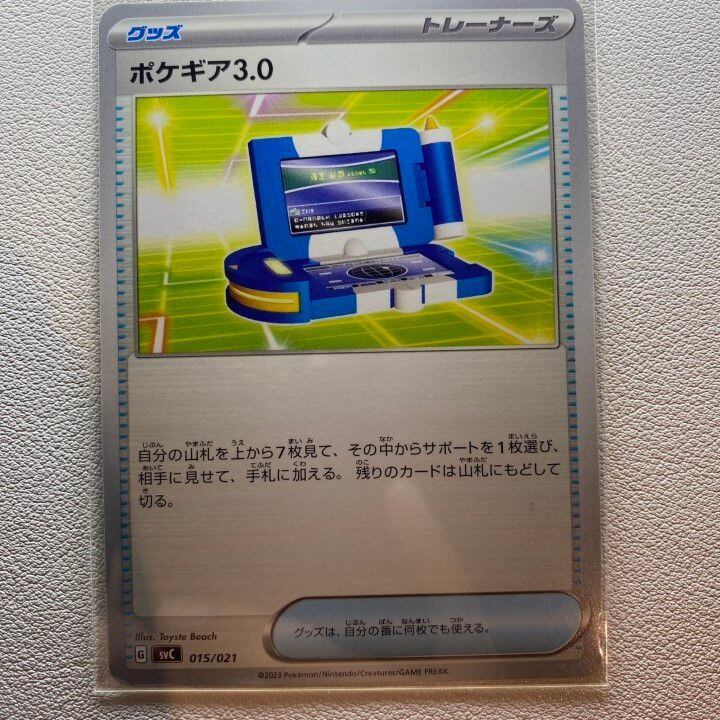 グッズ
トレーナーズ
ポケギア3.0
自分の山札を上から7枚見て、その中からサポートを1枚選び、
相手に見せて、手札に加える。残りのカードは山札にもどして
切る。
グッズは、自分の番に何枚でも使える。
Illus. Toyste Beach
G SVC 015/021
©2023 Pokémon/Nintendo/Creatures/GAME FREAK.